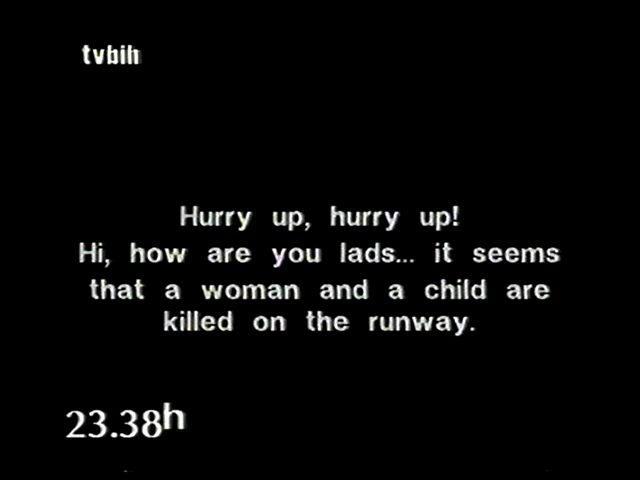 tvbih
Hurry up, hurry up!
Hi, how are you lads... it seems
that a woman and a child are
killed on the runway.
23.38h